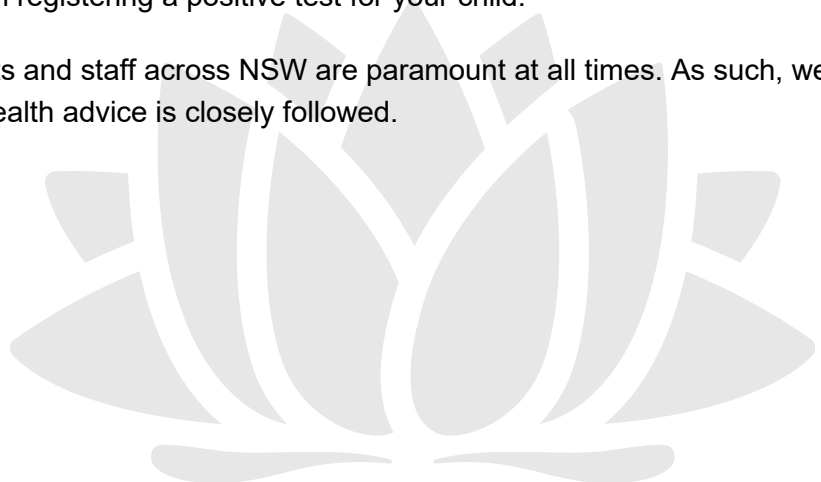 registering a positive test for your child.
s and staff across NSW are paramount at all times. As such, we
ealth advice is closely followed.